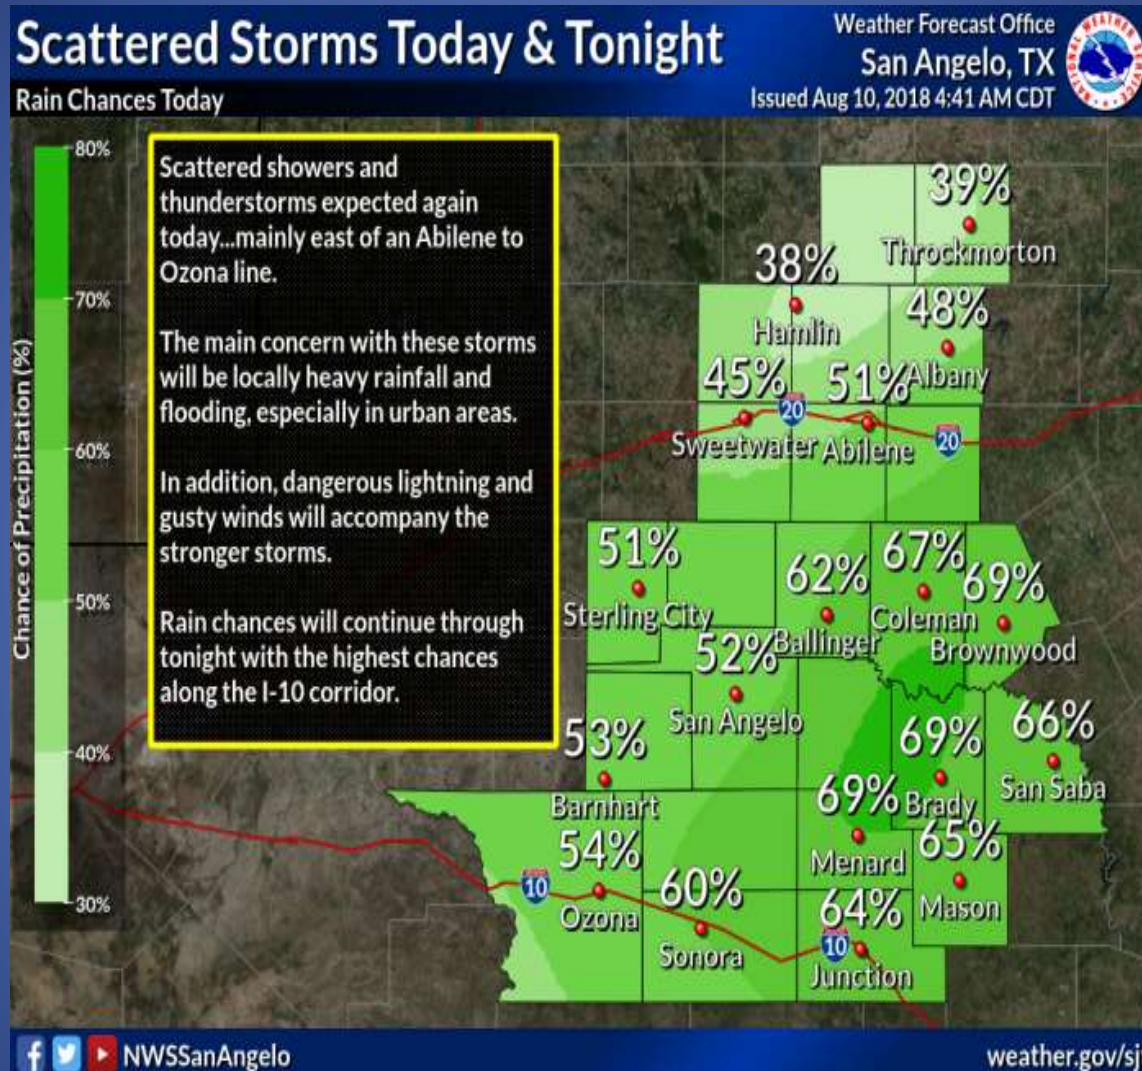 Scattered Storms Today & Tonight
Weather Forecast Office
San Angelo, TX
Issued Aug 10, 2018 4:41 AM CDT
Rain Chances Today
NATIONAL WEATHER SERVICE
Chance of Precipitation (%)
80%
70%
60%
50%
40%
30%
Scattered showers and
thunderstorms expected again
today...mainly east of an Abilene to
Ozona line.
The main concern with these storms
will be locally heavy rainfall and
flooding, especially in urban areas.
In addition, dangerous lightning and
gusty winds will accompany the
stronger storms.
Rain chances will continue through
tonight with the highest chances
along the I-10 corridor.
39%
Throckmorton
38%
Hamlin
48%
Albany
45%
Sweetwater
20
51%
Abilene
20
51%
Sterling City
62%
Ballinger
67%
Coleman
69%
Brownwood
52%
San Angelo
53%
Barnhart
69%
Brady
66%
San Saba
69%
Menard
65%
Mason
54%
Ozona
10
60%
Sonora
64%
Junction
10
NWSSanAngelo
weather.gov/sj